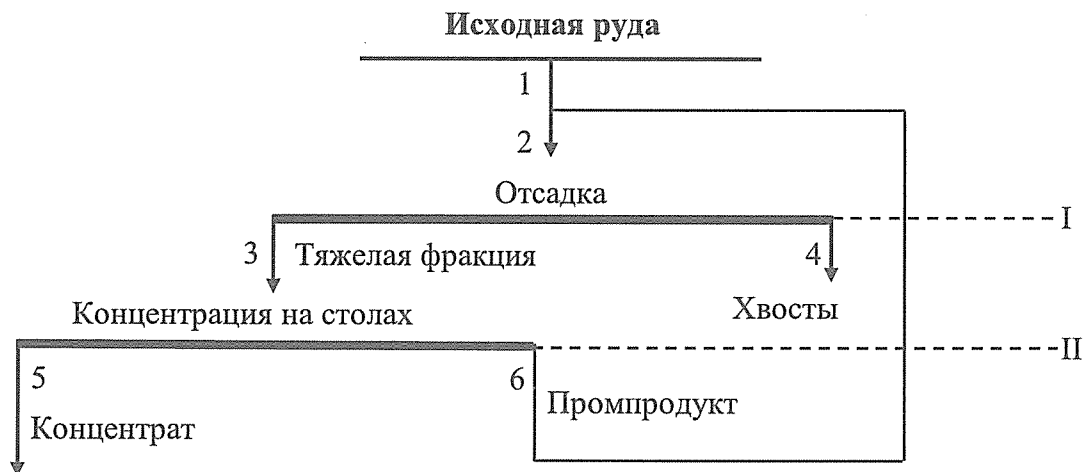 Исходная руда
1
2
Отсадка
I
3 Тяжелая фракция
4
Концентрация на столах
Хвосты
II
5
6
Промпродукт
Концентрат